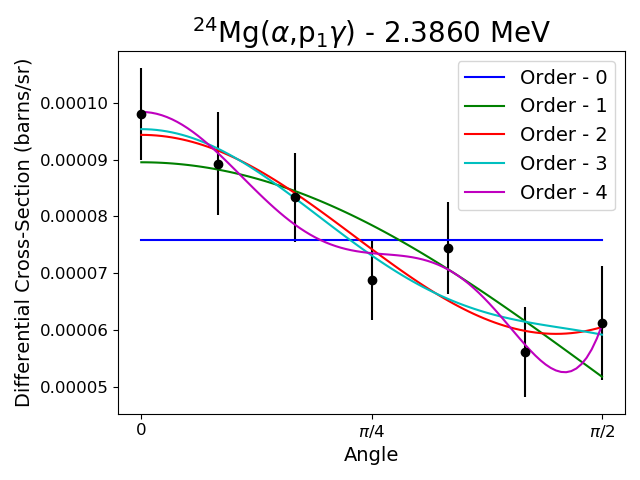 ²⁴Mg(α,p₁γ) - 2.3860 MeV
Differential Cross-Section (barns/sr)
0.00010
0.00009
0.00008
0.00007
0.00006
0.00005
Order - 0
Order - 1
Order - 2
Order - 3
Order - 4
0
π/4
π/2
Angle